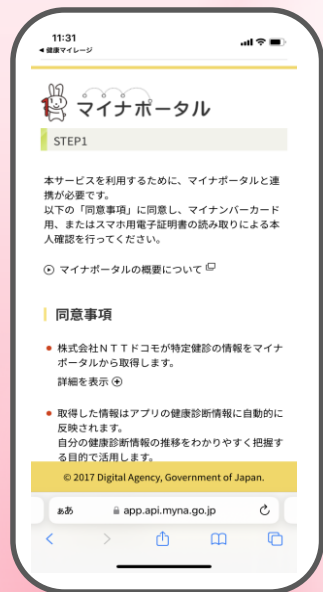 11:31
◀ 健康マイレージ
マイナポータル
STEP1
本サービスを利用するために、マイナポータルと連
携が必要です。
以下の「同意事項」に同意し、マイナンバーカード
用、またはスマホ用電子証明書の読み取りによる本
人確認を行ってください。
マイナポータルの概要について
同意事項
株式会社ＮＴＴドコモが特定健診の情報をマイナ
ポータルから取得します。
詳細を表示
取得した情報はアプリの健康診断情報に自動的に
反映されます。
自分の健康診断情報の推移をわかりやすく把握す
る目的で活用します。
© 2017 Digital Agency, Government of Japan.
ぁあ app.api.myna.go.jp